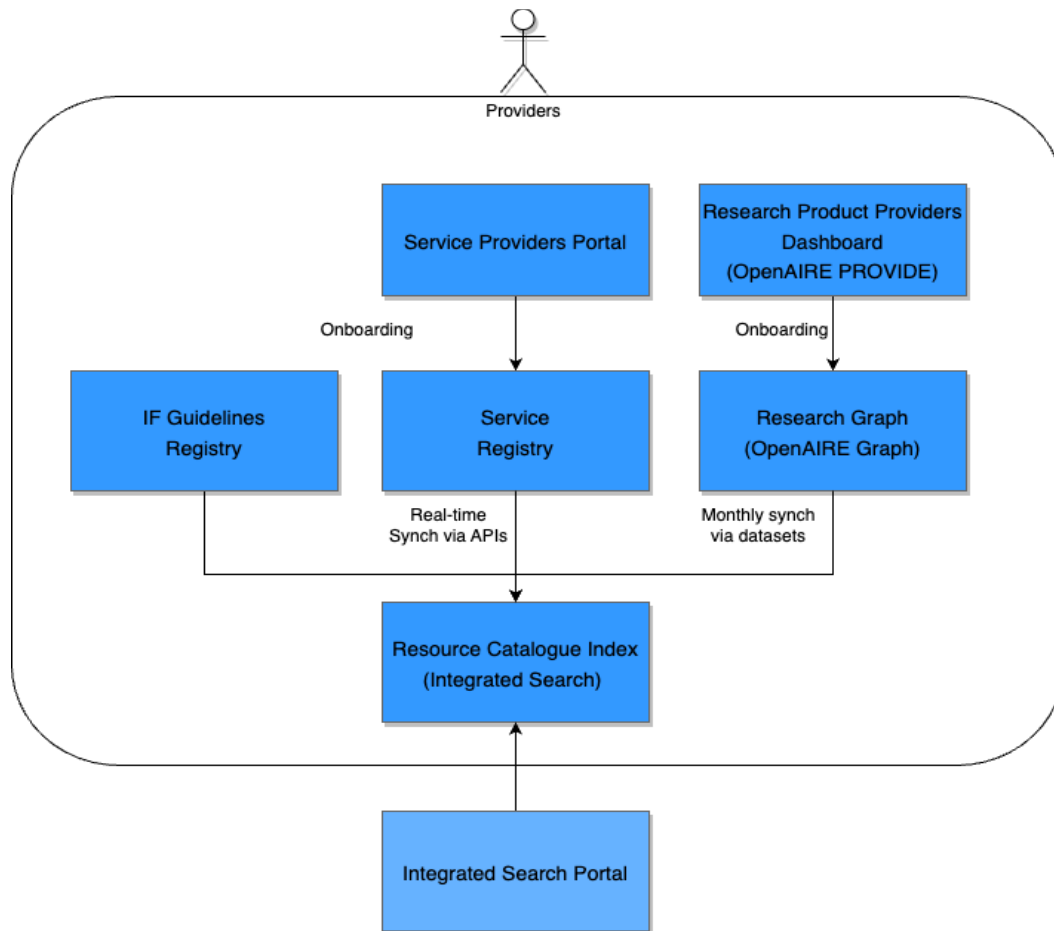 Providers
Service Providers Portal
Research Product Providers
Dashboard
(OpenAIRE PROVIDE)
Onboarding
Onboarding
IF Guidelines
Registry
Service
Registry
Research Graph
(OpenAIRE Graph)
Real-time
Synch via APIs
Monthly synch
via datasets
Resource Catalogue Index
(Integrated Search)
Integrated Search Portal